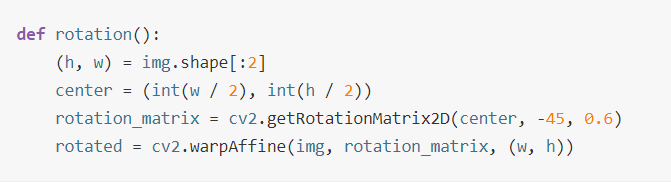 def rotation():
    (h, w) = img.shape[:2]
    center = (int(w / 2), int(h / 2))
    rotation_matrix = cv2.getRotationMatrix2D(center, -45, 0.6)
    rotated = cv2.warpAffine(img, rotation_matrix, (w, h))